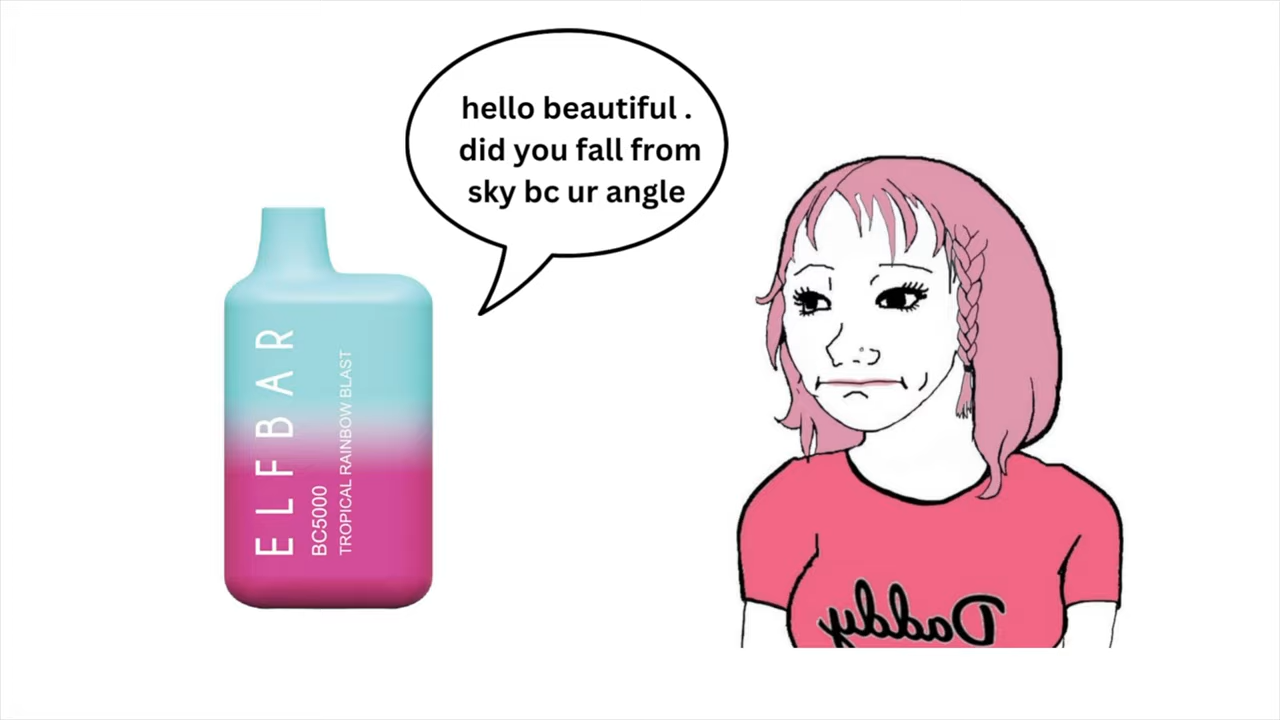 hello beautiful .
did you fall from
sky bc ur angle
ELFBAR
BC5000
TROPICAL RAINBOW BLAST
Daddy